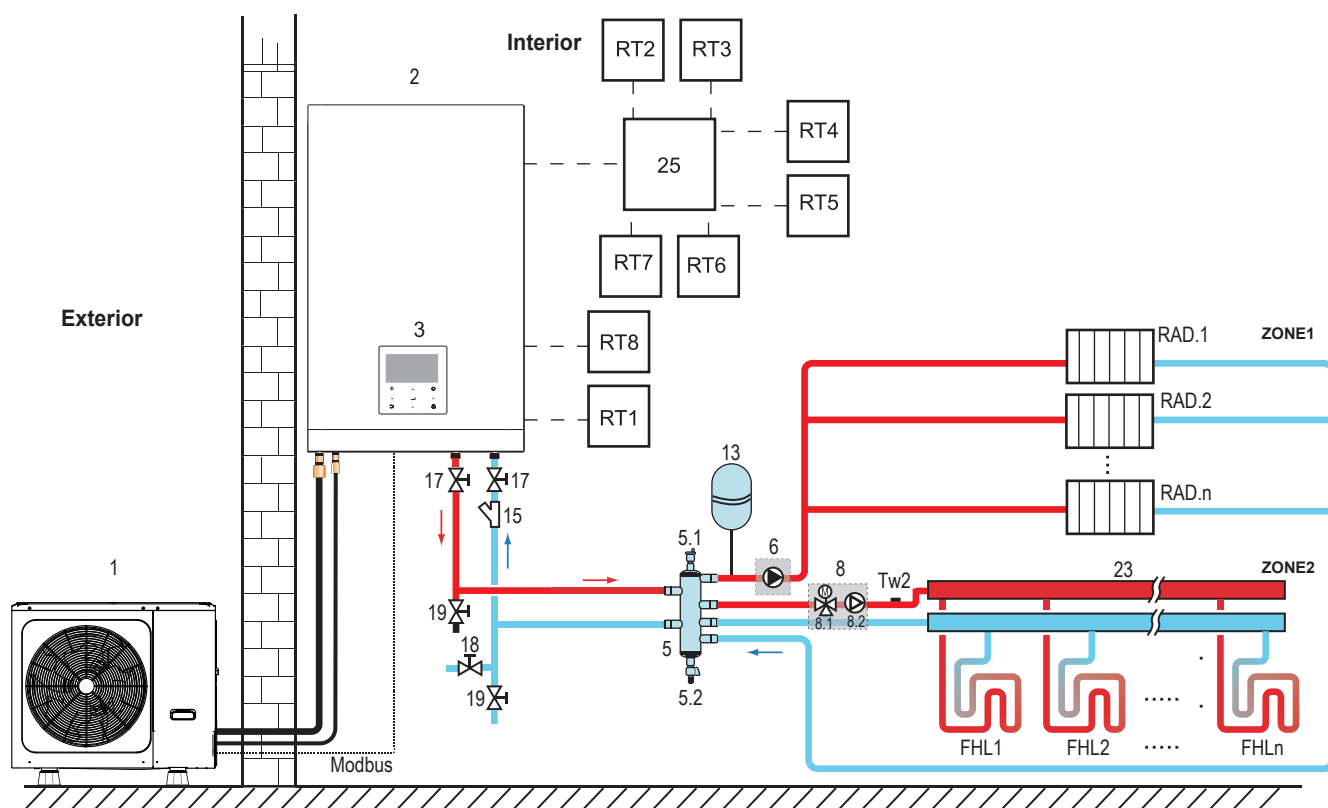 Interior
RT2
RT3
2
RT4
25
RT5
RT7
RT6
Exterior
3
RT8
RT1
RAD.1
ZONE1
RAD.2
RAD.n
17
17
13
15
5.1
6
1
8
Tw2
23
ZONE2
19
8.1
8.2
18
5
19
5.2
FHL1
FHL2
FHLn
Modbus
M